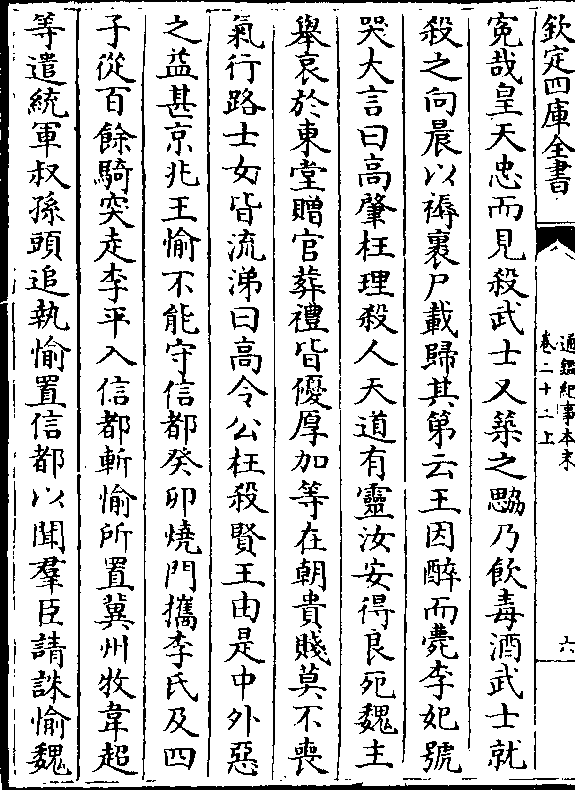 欽定四庫全書
通鑑紀事本末
卷二十二上
六
寃哉皇天忠而見殺武士又築之勰乃飲毒酒武士就
殺之向晨以褥裹尸載歸其第云王因醉而薨李妃號
哭大言曰高肇枉理殺人天道有靈汝安得良死魏主
舉哀於東堂贈官葬禮皆優厚加等在朝貴賤莫不喪
氣行路士女皆流涕曰高令公枉殺賢王由是中外惡
之益甚京兆王愉不能守信都癸卯燒門攜李氏及四
子從百餘騎突走李平入信都斬愉所置冀州牧韋超
等遣統軍叔孫頭追執愉置信都以聞羣臣請誅愉魏